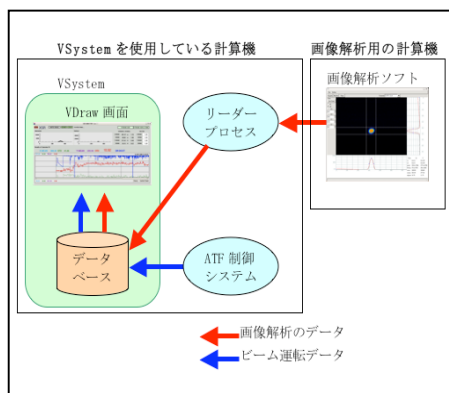 VSystem を使用している計算機
画像解析用の計算機
VSystem
画像解析ソフト
VDraw 画面
リーダー
プロセス
データ
ベース
ATF 制御
システム
画像解析のデータ
ビーム運転データ